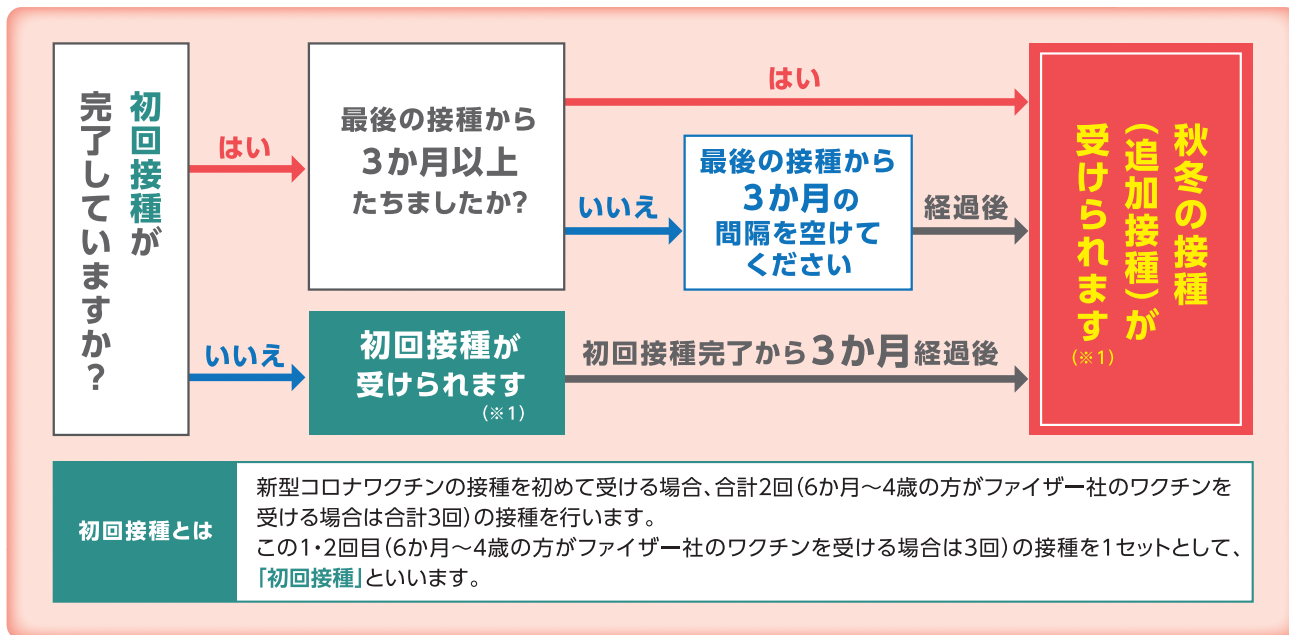 初回接種が
完了していますか？
はい
いいえ
最後の接種から
3か月以上
たちましたか？
はい
いいえ
最後の接種から
3か月の
間隔を空けて
ください
経過後
初回接種が
受けられます
（※1）
初回接種完了から3か月経過後
秋冬の接種
（追加接種）が
受けられます
（※1）
初回接種とは
新型コロナワクチンの接種を初めて受ける場合、合計2回（6か月～4歳の方がファイザー社のワクチンを
受ける場合は合計3回）の接種を行います。
この1・2回目（6か月～4歳の方がファイザー社のワクチンを受ける場合は3回）の接種を1セットとして、
「初回接種」といいます。